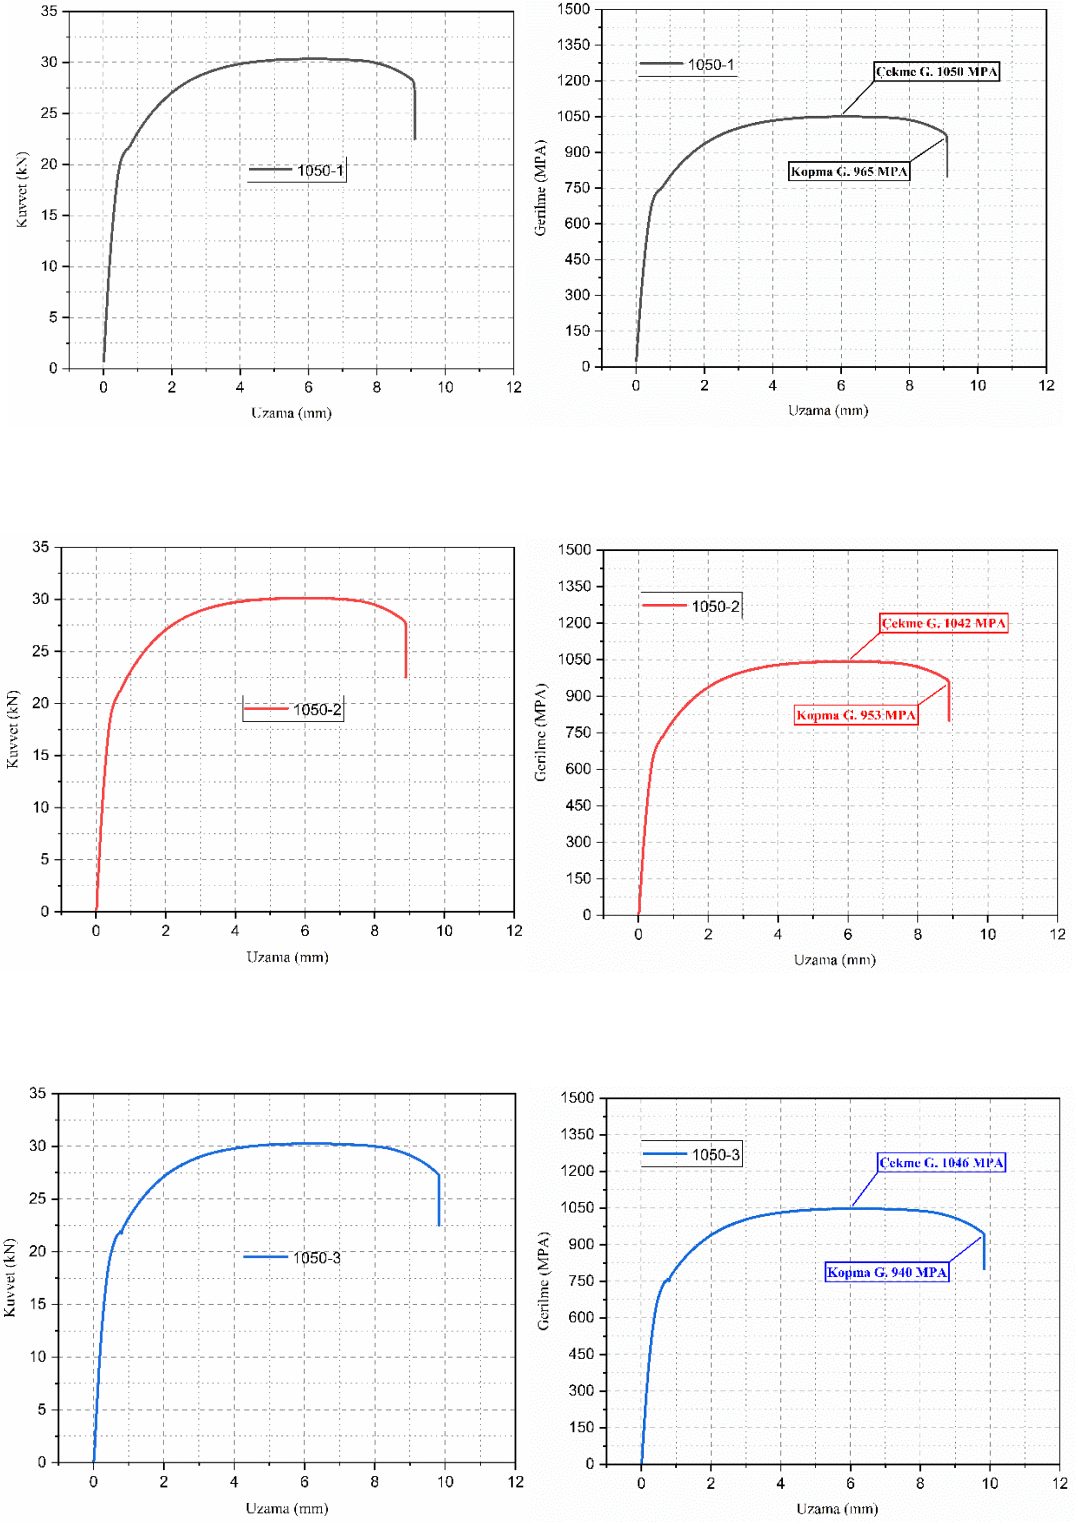 35
30
25
20
15
10
5
0
Kuvvet (kN)
1050-1
0 2 4 6 8 10 12
Uzama (mm)
1500
1350
1200
1050
900
750
600
450
300
150
0
Gerilme (MPA)
1050-1
Çekme G. 1050 MPA
Kopma G. 965 MPA
0 2 4 6 8 10 12
Uzama (mm)
35
30
25
20
15
10
5
0
Kuvvet (kN)
1050-2
0 2 4 6 8 10 12
Uzama (mm)
1500
1350
1200
1050
900
750
600
450
300
150
0
Gerilme (MPA)
1050-2
Çekme G. 1042 MPA
Kopma G. 953 MPA
0 2 4 6 8 10 12
Uzama (mm)
35
30
25
20
15
10
5
0
Kuvvet (kN)
1050-3
0 2 4 6 8 10 12
Uzama (mm)
1500
1350
1200
1050
900
750
600
450
300
150
0
Gerilme (MPA)
1050-3
Çekme G. 1046 MPA
Kopma G. 940 MPA
0 2 4 6 8 10 12
Uzama (mm)